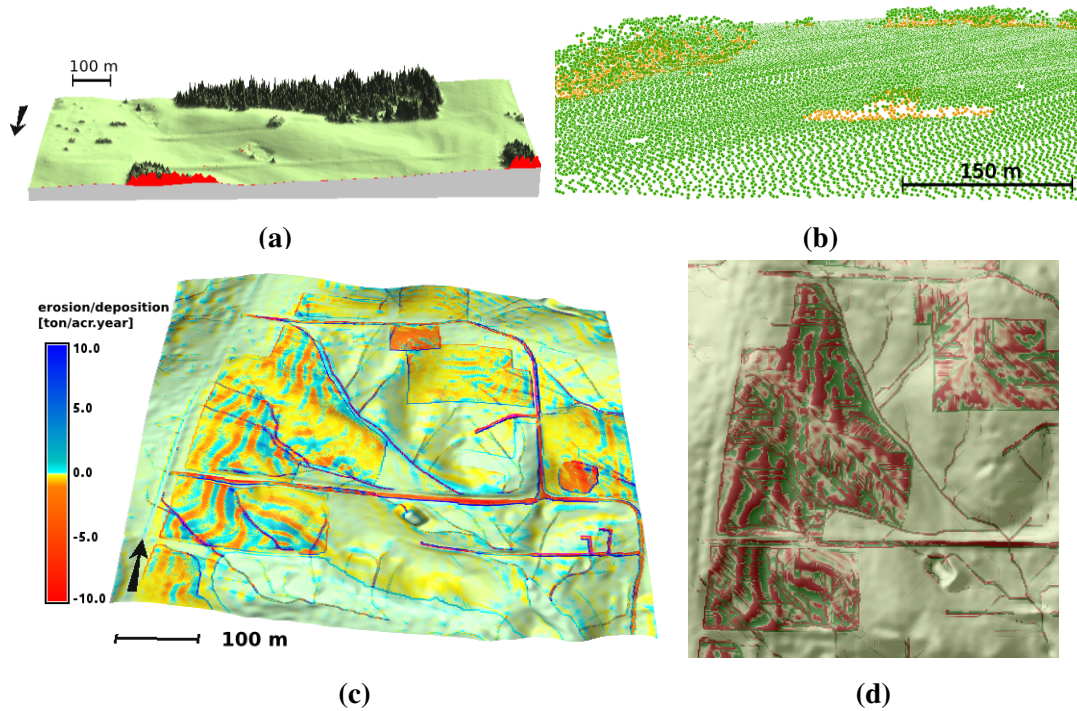 100 m
150 m
(a)
(b)
erosion/deposition
[ton/acr.year]
10.0
5.0
0.0
-5.0
-10.0
100 m
(c)
(d)